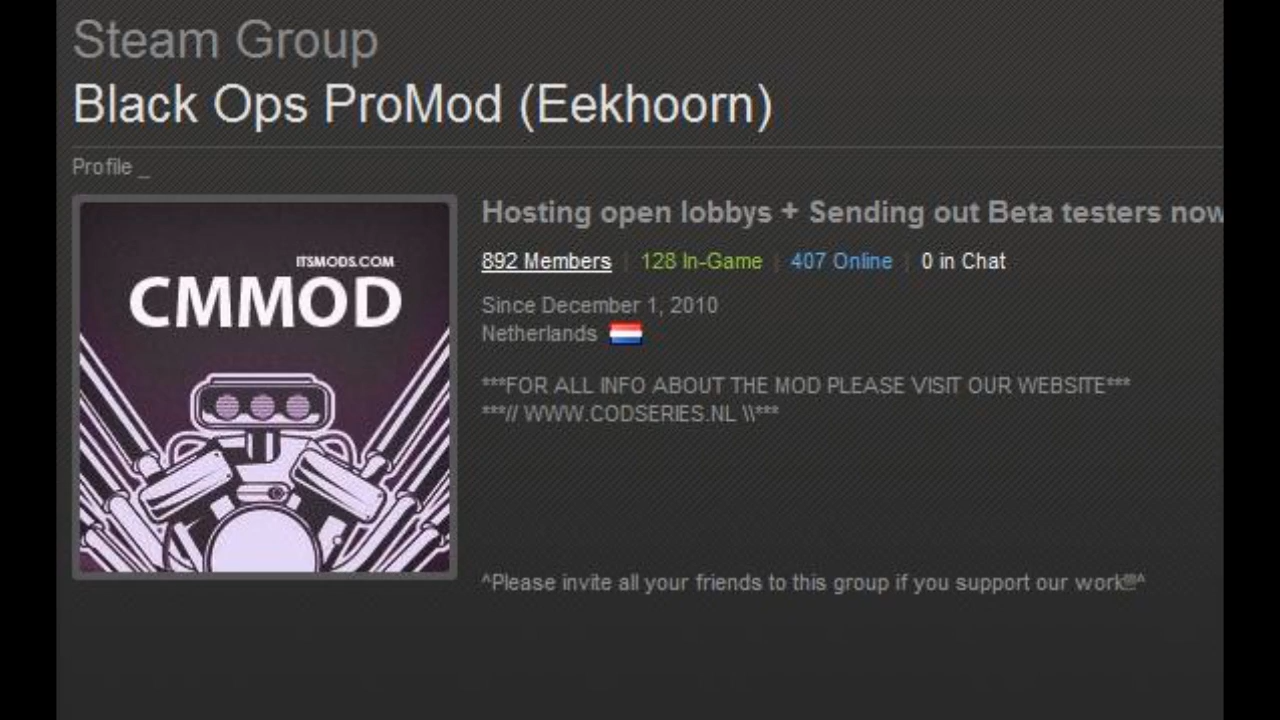 Steam Group
Black Ops ProMod (Eekhoorn)
Profile _
ITSMODS.COM
CMMOD
Hosting open lobbys + Sending out Beta testers now
892 Members | 128 In-Game | 407 Online | 0 in Chat
Since December 1, 2010
Netherlands
***FOR ALL INFO ABOUT THE MOD PLEASE VISIT OUR WEBSITE***
***// WWW.CODSERIES.NL \\***
^Please invite all your friends to this group if you support our work!!!^